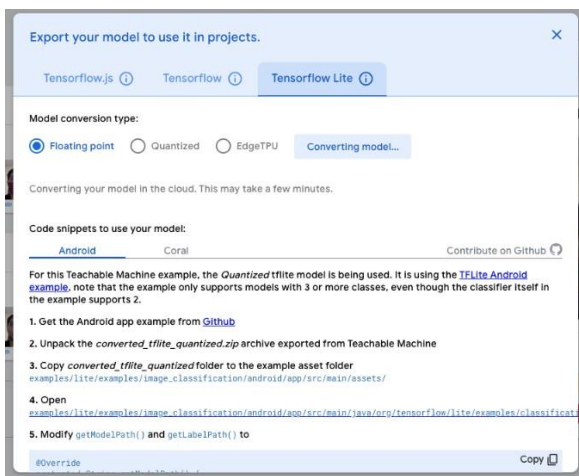 Export your model to use it in projects.
Tensorflow.js Tensorflow Tensorflow Lite
Model conversion type:
Floating point Quantized EdgeTPU Converting model...
Converting your model in the cloud. This may take a few minutes.
Code snippets to use your model:
Android Coral Contribute on Github
For this Teachable Machine example, the Quantized tflite model is being used. It is using the TFLite Android
example, note that the example only supports models with 3 or more classes, even though the classifier itself in
the example supports 2.
1. Get the Android app example from Github
2. Unpack the converted_tflite_quantized.zip archive exported from Teachable Machine
3. Copy converted_tflite_quantized folder to the example asset folder
examples/lite/examples/image_classification/android/app/src/main/assets/
4. Open
examples/lite/examples/image_classification/android/app/src/main/java/org/tensorflow/lite/examples/classificati
5. Modify getModelPath() and getLabelPath() to
@Override Copy